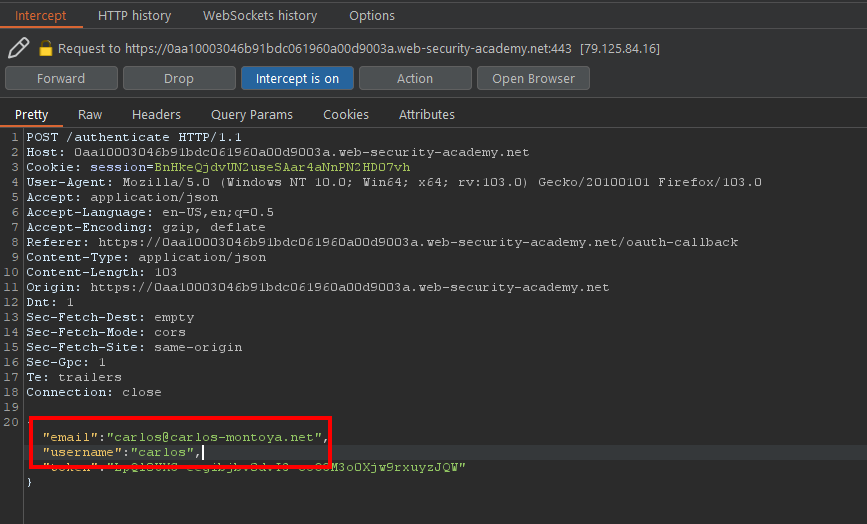 Intercept HTTP history WebSockets history Options
Request to https://0aa10003046b91bdc061960a00d9003a.web-security-academy.net:443 [79.125.84.16]
Forward Drop Intercept is on Action Open Browser
Pretty Raw Headers Query Params Cookies Attributes
1 POST /authenticate HTTP/1.1
2 Host: 0aa10003046b91bdc061960a00d9003a.web-security-academy.net
3 Cookie: session=BnHkeQjdvUN2useSAar4aNnPN2HDO7vh
4 User-Agent: Mozilla/5.0 (Windows NT 10.0; Win64; x64; rv:103.0) Gecko/20100101 Firefox/103.0
5 Accept: application/json
6 Accept-Language: en-US,en;q=0.5
7 Accept-Encoding: gzip, deflate
8 Referer: https://0aa10003046b91bdc061960a00d9003a.web-security-academy.net/oauth-callback
9 Content-Type: application/json
10 Content-Length: 103
11 Origin: https://0aa10003046b91bdc061960a00d9003a.web-security-academy.net
12 Dnt: 1
13 Sec-Fetch-Dest: empty
14 Sec-Fetch-Mode: cors
15 Sec-Fetch-Site: same-origin
16 Sec-Gpc: 1
17 Te: trailers
18 Connection: close
19
20
"email":"carlos@carlos-montoya.net",
"username":"carlos",
}